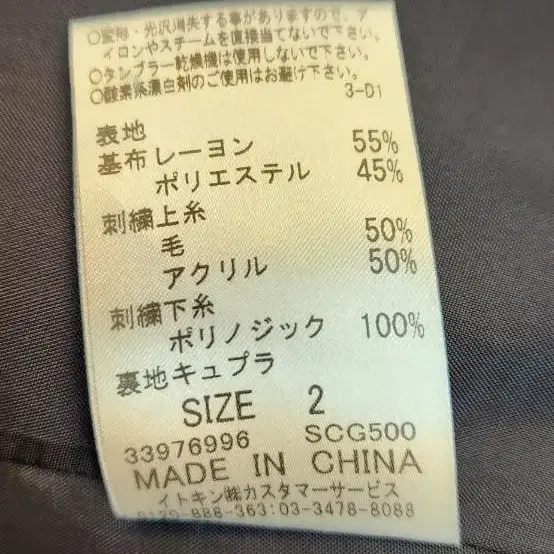 ○変形・光沢消失する事がありますので、ア
イロンやスチームを直接当てないで下さい。
○タンブラー乾燥機は使用しないで下さい。
○酸素系漂白剤のご使用はお避け下さい。
3-D1
表地
基布レーヨン 55%
ポリエステル 45%
刺繍上糸
毛 50%
アクリル 50%
刺繍下糸
ポリノジック 100%
裏地キュプラ
SIZE 2
33976996 SCG500
MADE IN CHINA
イトキン㈱カスタマーサービス
0120-888-363:03-3478-8088